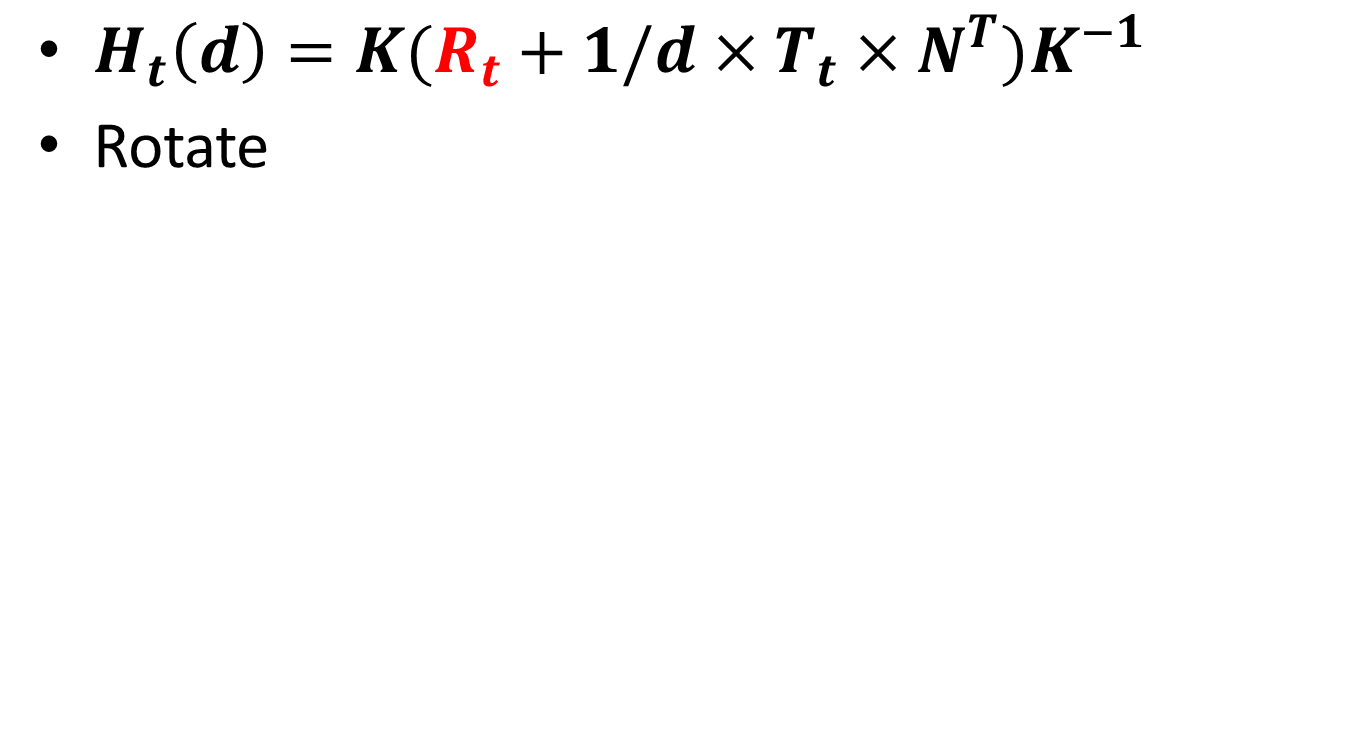 • H_t(d) = K(R_t + 1/d × T_t × N^T)K^{-1}
• Rotate